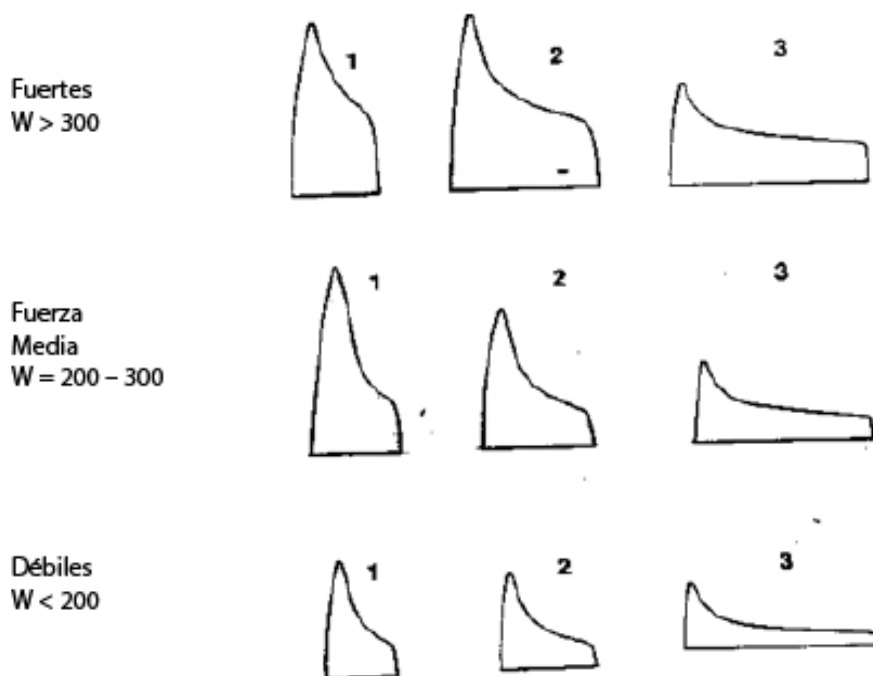 Fuertes
W > 300
1
2
3
Fuerza
Media
W = 200 – 300
1
2
3
Débiles
W < 200
1
2
3